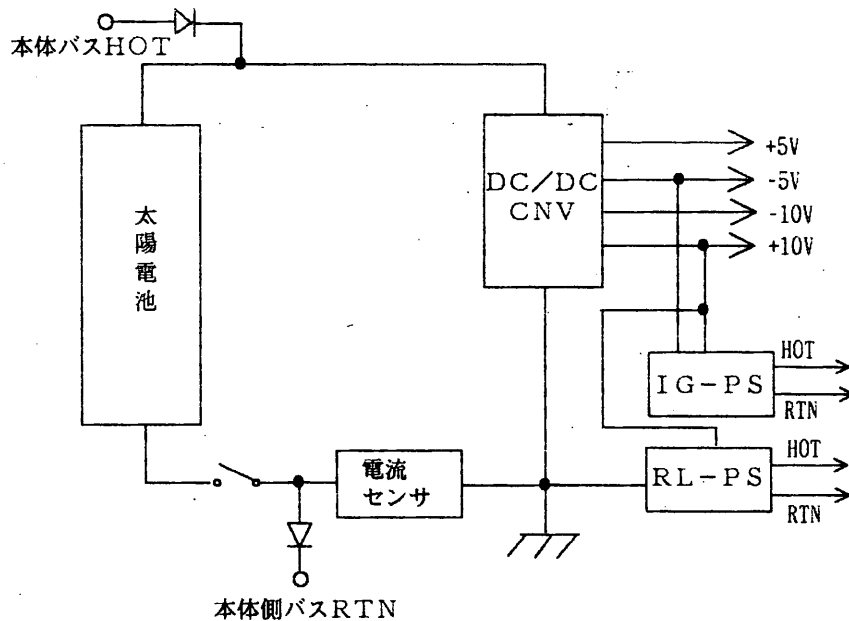 本体バスHOT
太陽電池
DC/DC
CNV
+5V
-5V
-10V
+10V
IG-PS
HOT
RTN
電流
センサ
RL-PS
HOT
RTN
本体側バスRTN